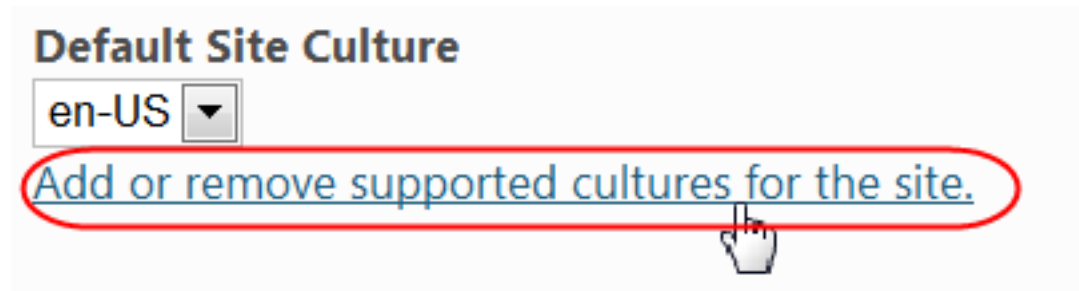 Default Site Culture
en-US
Add or remove supported cultures for the site.